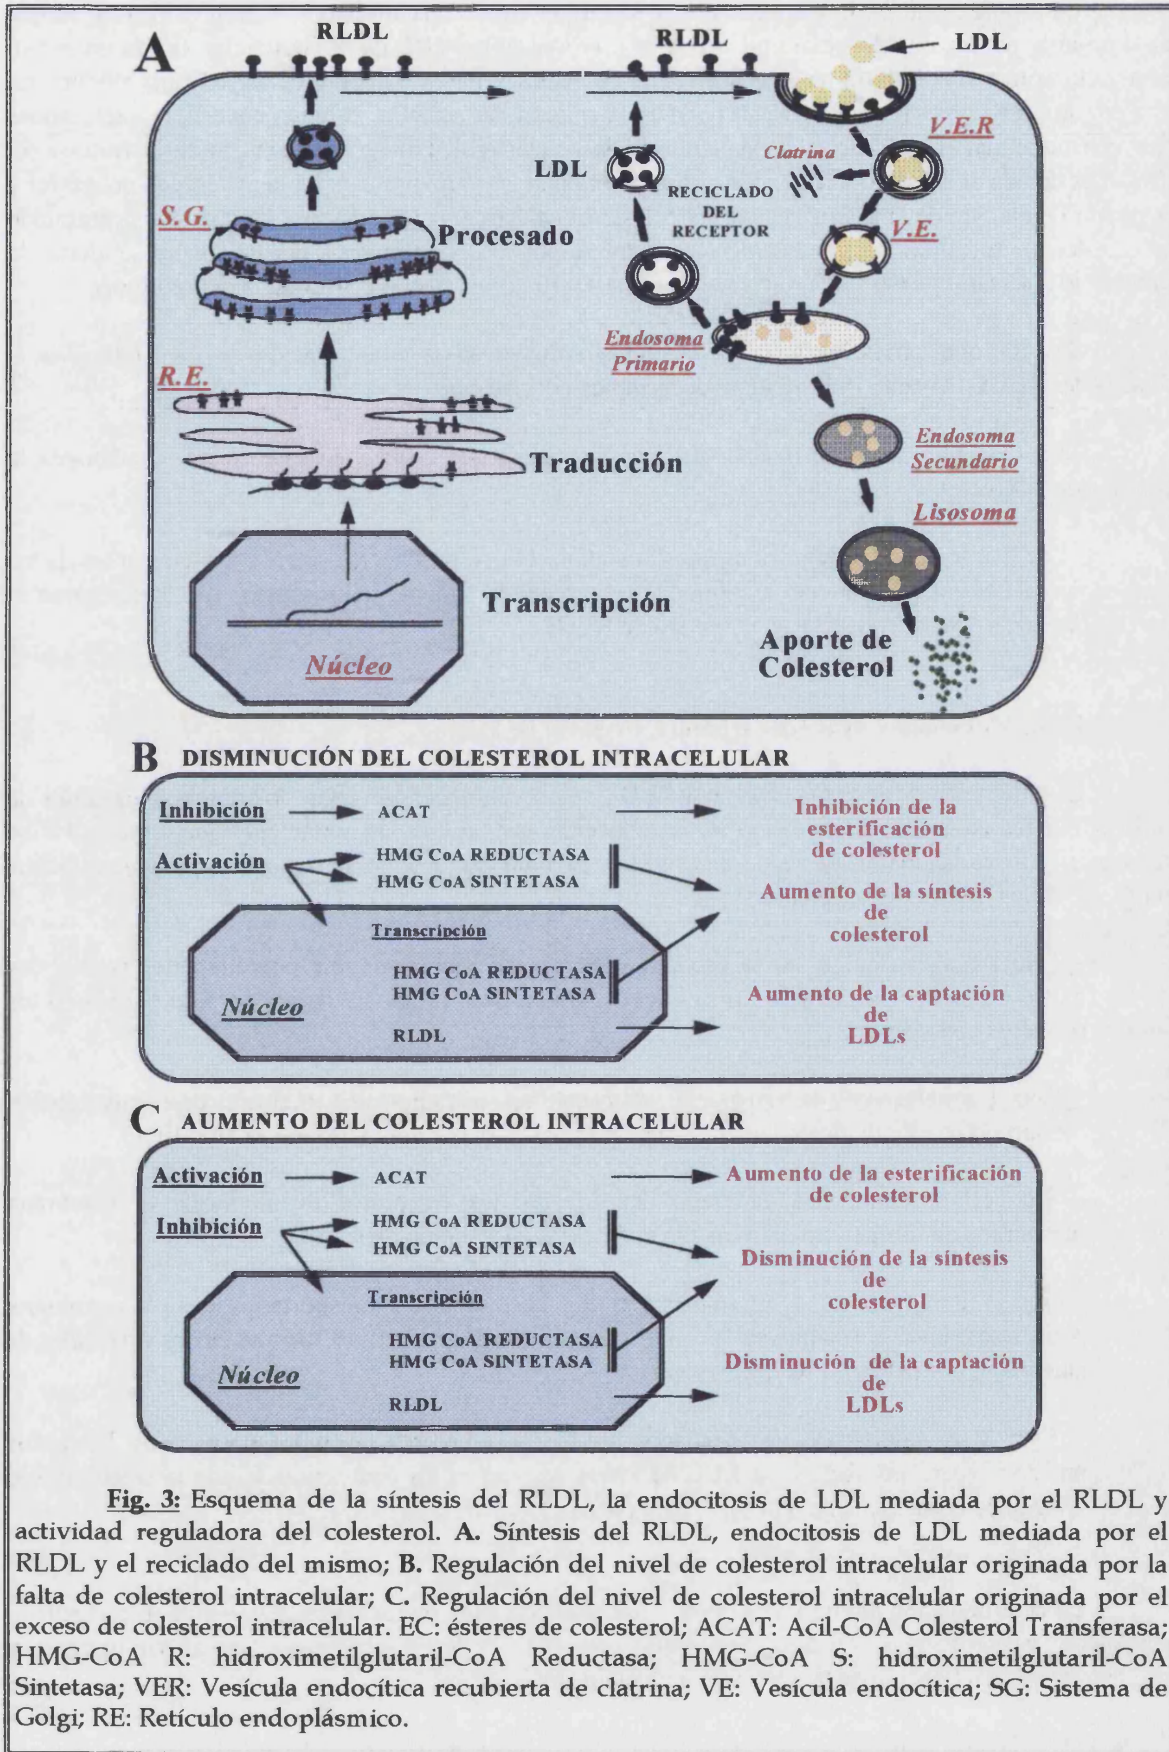 A
RLDL
RLDL
LDL
V.E.R
Clatrina
LDL
RECICLADO
DEL
RECEPTOR
V.E.
S.G.
Procesado
Endosoma
Primario
R.E.
Endosoma
Secundario
Traducción
Lisosoma
Transcripción
Núcleo
Aporte de
Colesterol
B DISMINUCIÓN DEL COLESTEROL INTRACELULAR
Inhibición ACAT Inhibición de la
esterificación
de colesterol
Activación HMG CoA REDUCTASA
HMG CoA SINTETASA
Aumento de la síntesis
de
colesterol
Transcripción
HMG CoA REDUCTASA
HMG CoA SINTETASA
Núcleo
RLDL
Aumento de la captación
de
LDLs
C AUMENTO DEL COLESTEROL INTRACELULAR
Activación ACAT Aumento de la esterificación
de colesterol
Inhibición HMG CoA REDUCTASA
HMG CoA SINTETASA
Disminución de la síntesis
de
colesterol
Transcripción
HMG CoA REDUCTASA
HMG CoA SINTETASA
Núcleo
RLDL
Disminución de la captación
de
LDLs
Fig. 3: Esquema de la síntesis del RLDL, la endocitosis de LDL mediada por el RLDL y
actividad reguladora del colesterol. A. Síntesis del RLDL, endocitosis de LDL mediada por el
RLDL y el reciclado del mismo; B. Regulación del nivel de colesterol intracelular originada por la
falta de colesterol intracelular; C. Regulación del nivel de colesterol intracelular originada por el
exceso de colesterol intracelular. EC: ésteres de colesterol; ACAT: Acil-CoA Colesterol Transferasa;
HMG-CoA R: hidroximetilglutaril-CoA Reductasa; HMG-CoA S: hidroximetilglutaril-CoA
Sintetasa; VER: Vesícula endocítica recubierta de clatrina; VE: Vesícula endocítica; SG: Sistema de
Golgi; RE: Retículo endoplásmico.